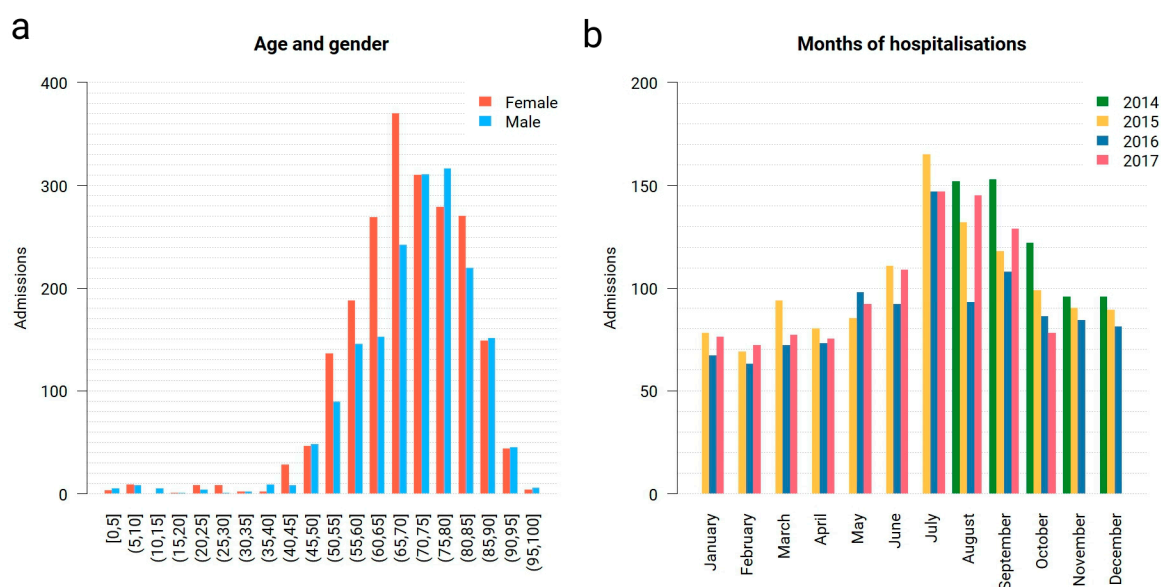 a
Age and gender
400
300
200
100
0
Admissions
Female
Male
[0,5]
(5,10]
(10,15]
(15,20]
(20,25]
(25,30]
(30,35]
(35,40]
(40,45]
(45,50]
(50,55]
(55,60]
(60,65]
(65,70]
(70,75]
(75,80]
(80,85]
(85,90]
(90,95]
(95,100]
b
Months of hospitalisations
200
150
100
50
0
Admissions
2014
2015
2016
2017
January
February
March
April
May
June
July
August
September
October
November
December